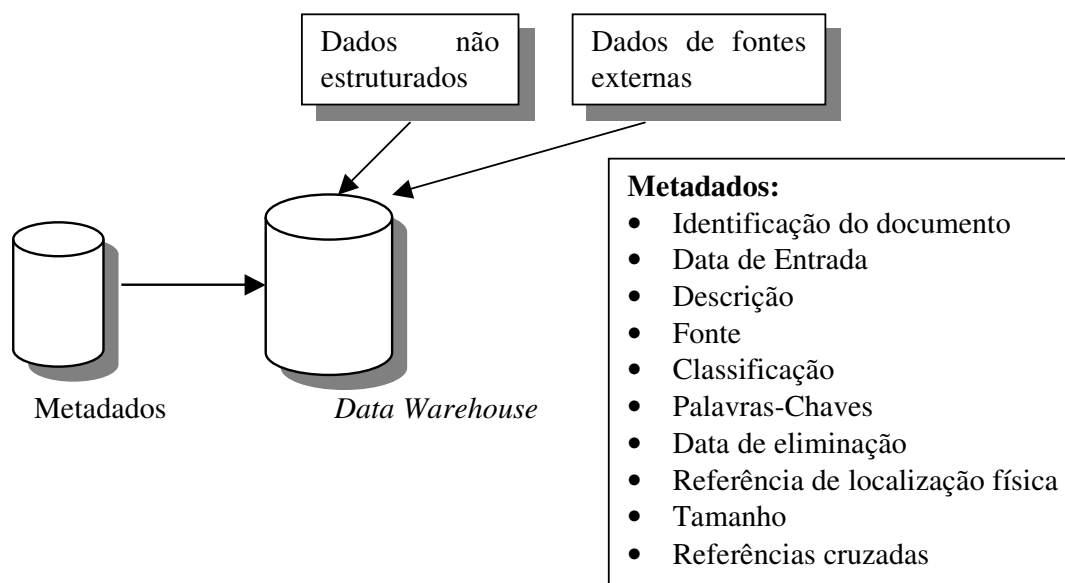 Dados não
estruturados
Dados de fontes
externas
Metadados:
• Identificação do documento
• Data de Entrada
• Descrição
• Fonte
• Classificação
• Palavras-Chaves
• Data de eliminação
• Referência de localização física
• Tamanho
• Referências cruzadas
Metadados
Data Warehouse